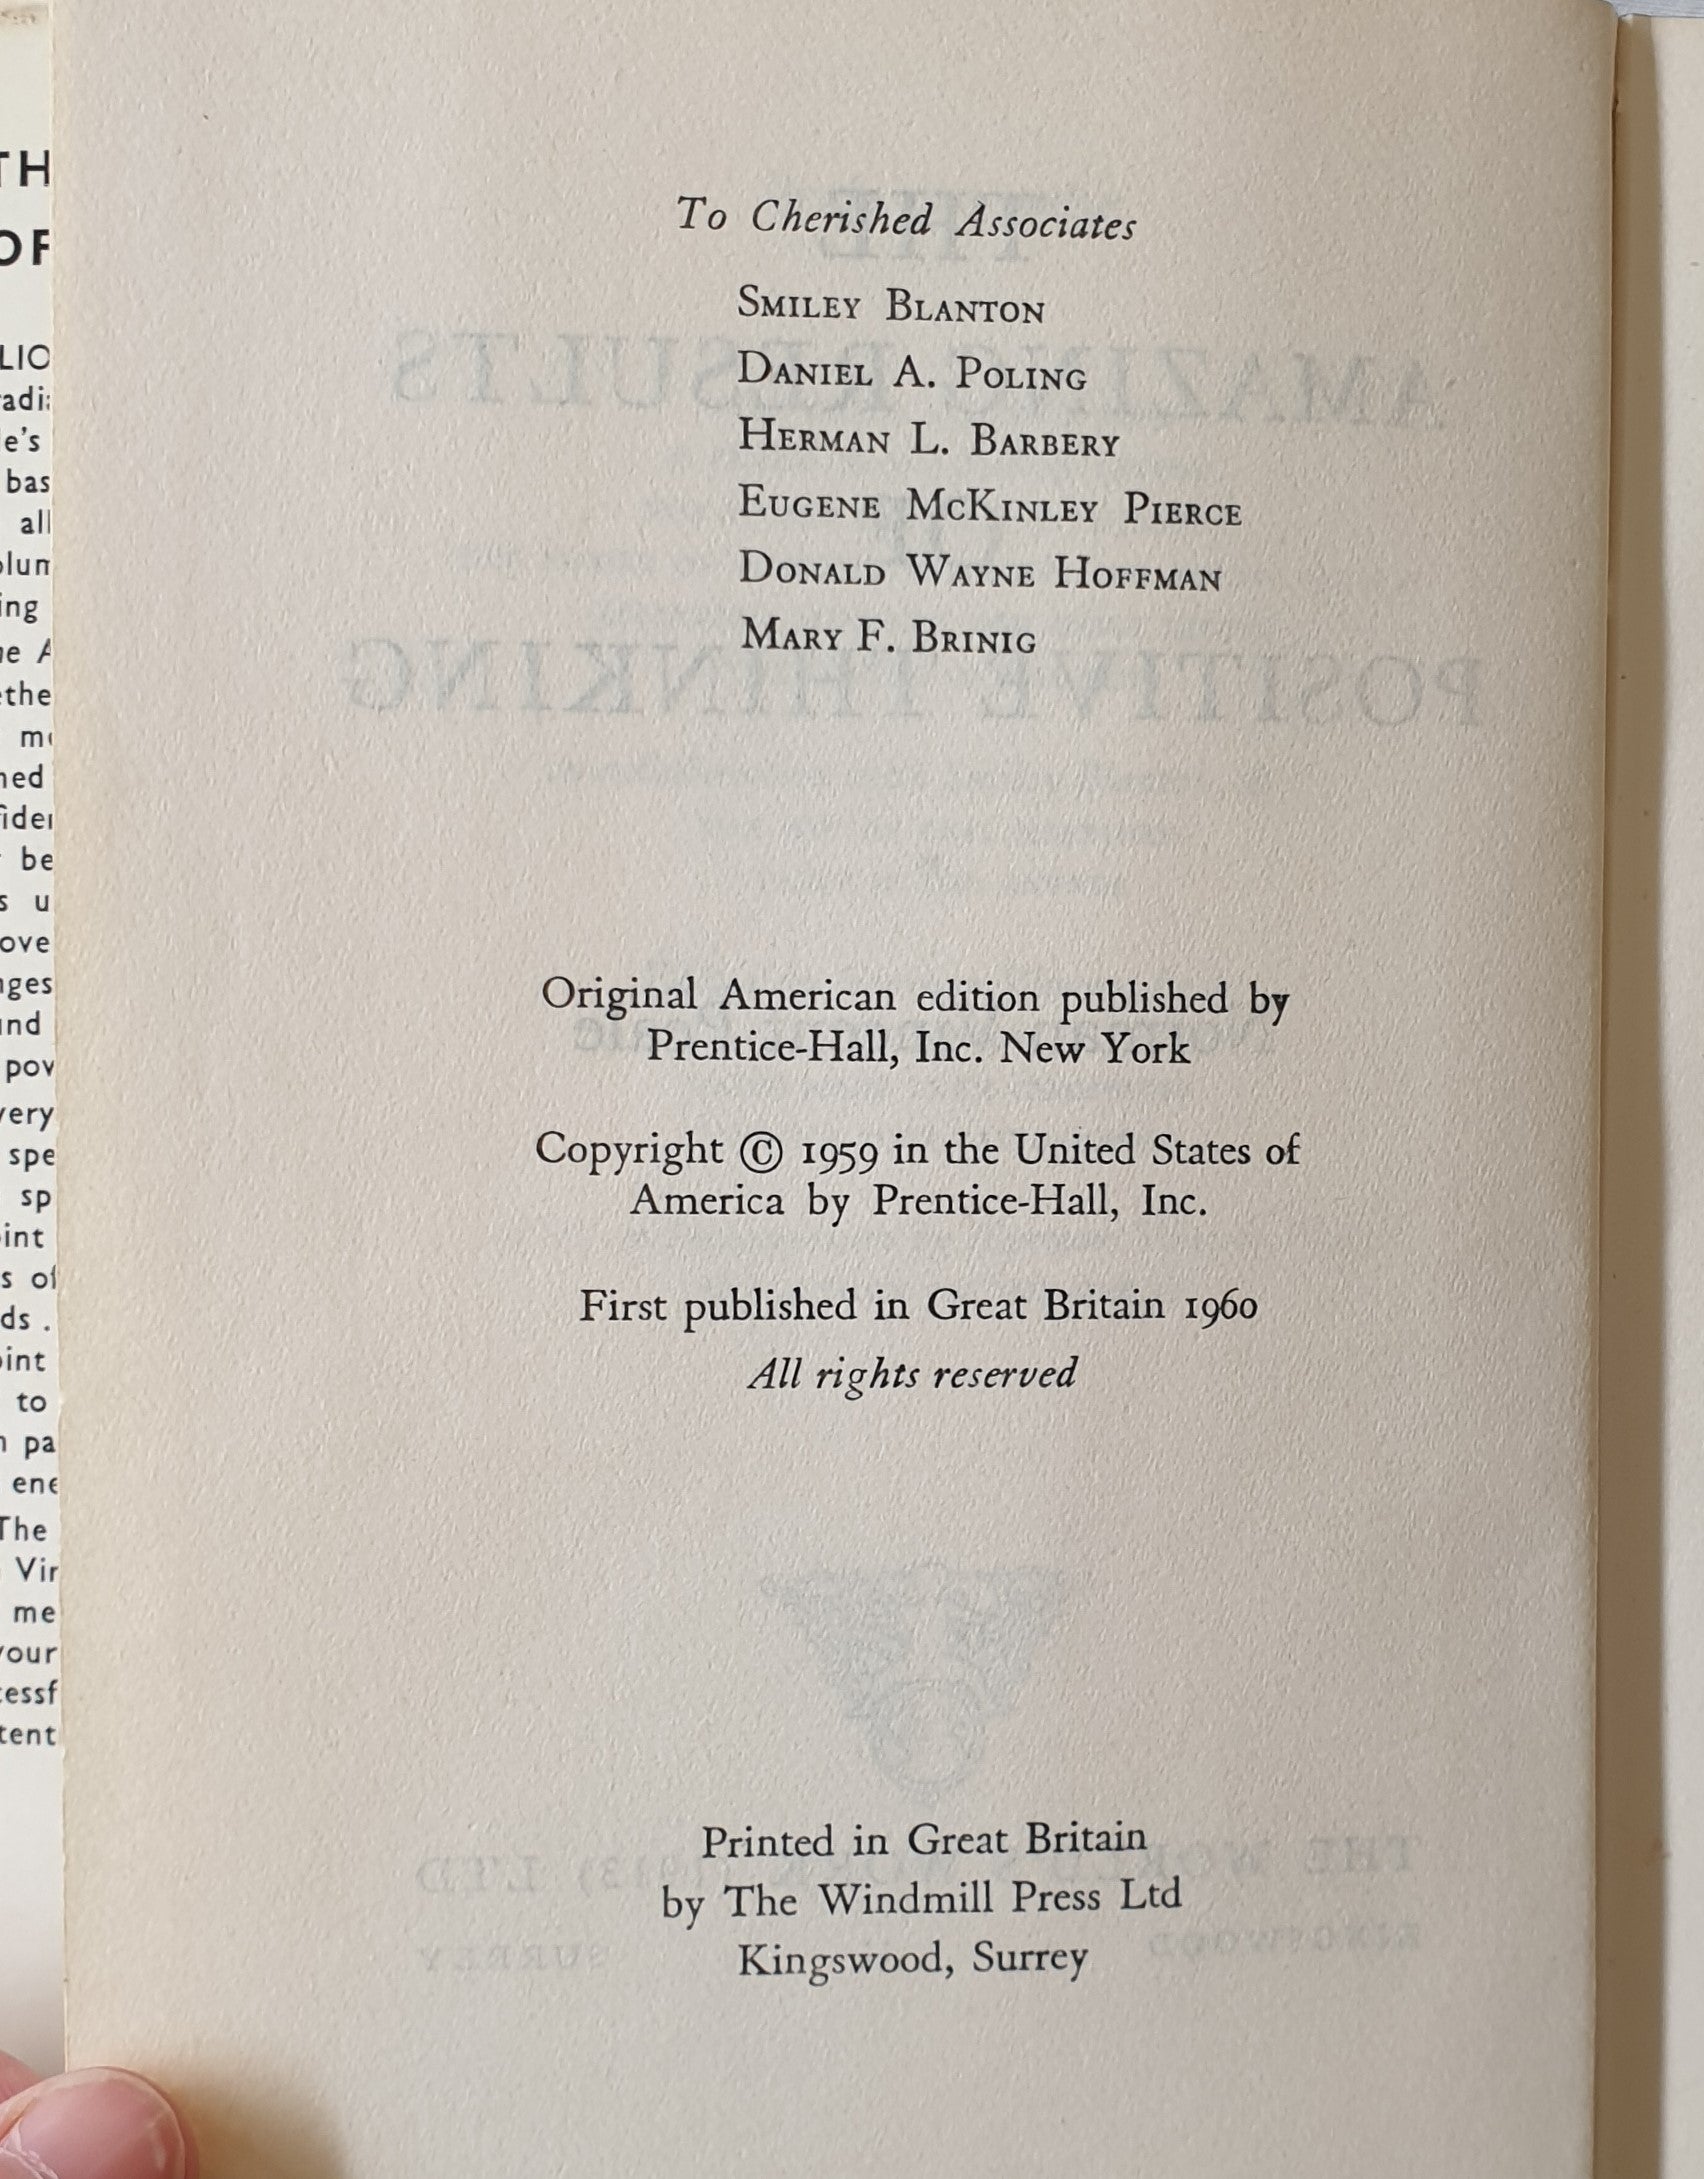 To Cherished Associates
SMILEY BLANTON
DANIEL A. POLING
HERMAN L. BARBERY
EUGENE MCKINLEY PIERCE
DONALD WAYNE HOFFMAN
MARY F. BRINIG
Original American edition published by
Prentice-Hall, Inc. New York
Copyright © 1959 in the United States of
America by Prentice-Hall, Inc.
First published in Great Britain 1960
All rights reserved
Printed in Great Britain
by The Windmill Press Ltd
Kingswood, Surrey